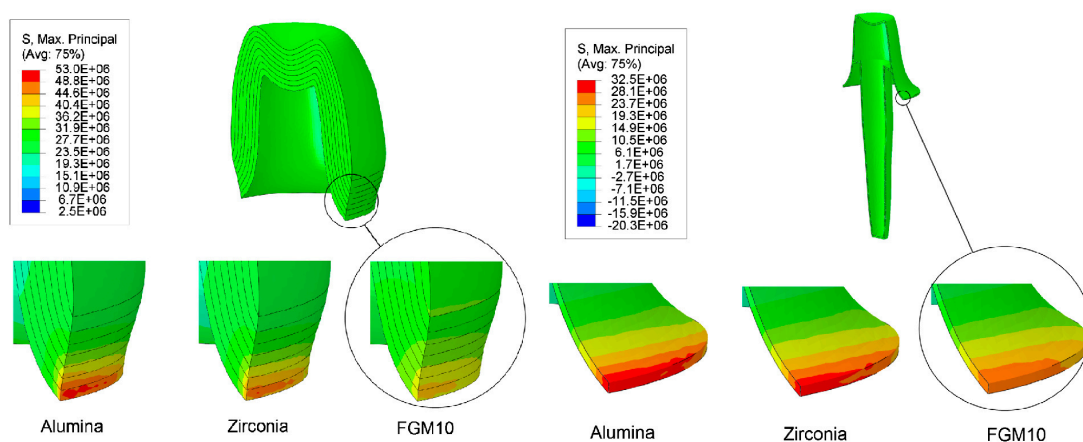 S, Max. Principal
(Avg: 75%)
53.0E+06
48.8E+06
44.6E+06
40.4E+06
36.2E+06
31.9E+06
27.7E+06
23.5E+06
19.3E+06
15.1E+06
10.9E+06
6.7E+06
2.5E+06
S, Max. Principal
(Avg: 75%)
32.5E+06
28.1E+06
23.7E+06
19.3E+06
14.9E+06
10.5E+06
6.1E+06
1.7E+06
-2.7E+06
-7.1E+06
-11.5E+06
-15.9E+06
-20.3E+06
Alumina
Zirconia
FGM10
Alumina
Zirconia
FGM10